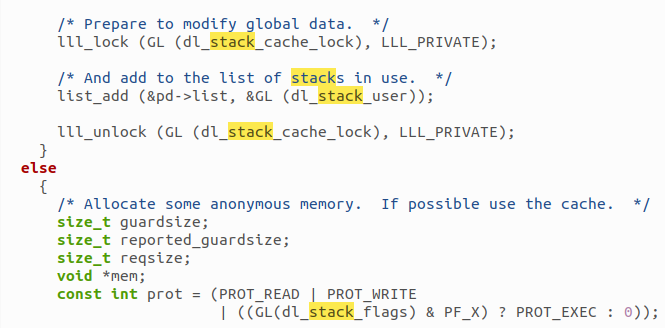 /* Prepare to modify global data.  */
lll_lock (GL (dl_stack_cache_lock), LLL_PRIVATE);
/* And add to the list of stacks in use.  */
list_add (&pd->list, &GL (dl_stack_user));
lll_unlock (GL (dl_stack_cache_lock), LLL_PRIVATE);
}
else
{
/* Allocate some anonymous memory.  If possible use the cache.  */
size_t guardsize;
size_t reported_guardsize;
size_t reqsize;
void *mem;
const int prot = (PROT_READ | PROT_WRITE
| ((GL(dl_stack_flags) & PF_X) ? PROT_EXEC : 0));